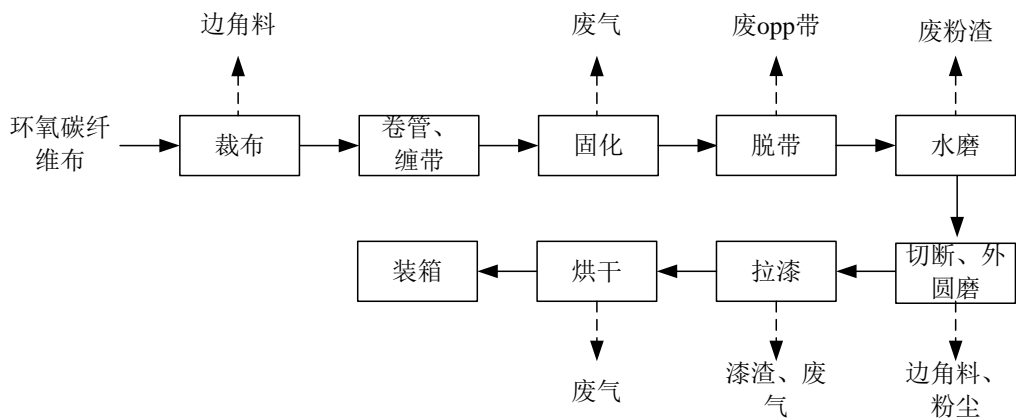 边角料
废气
废opp带
废粉渣
环氧碳纤
维布
裁布
卷管、
缠带
固化
脱带
水磨
装箱
烘干
拉漆
切断、外
圆磨
废气
漆渣、废
气
边角料、
粉尘